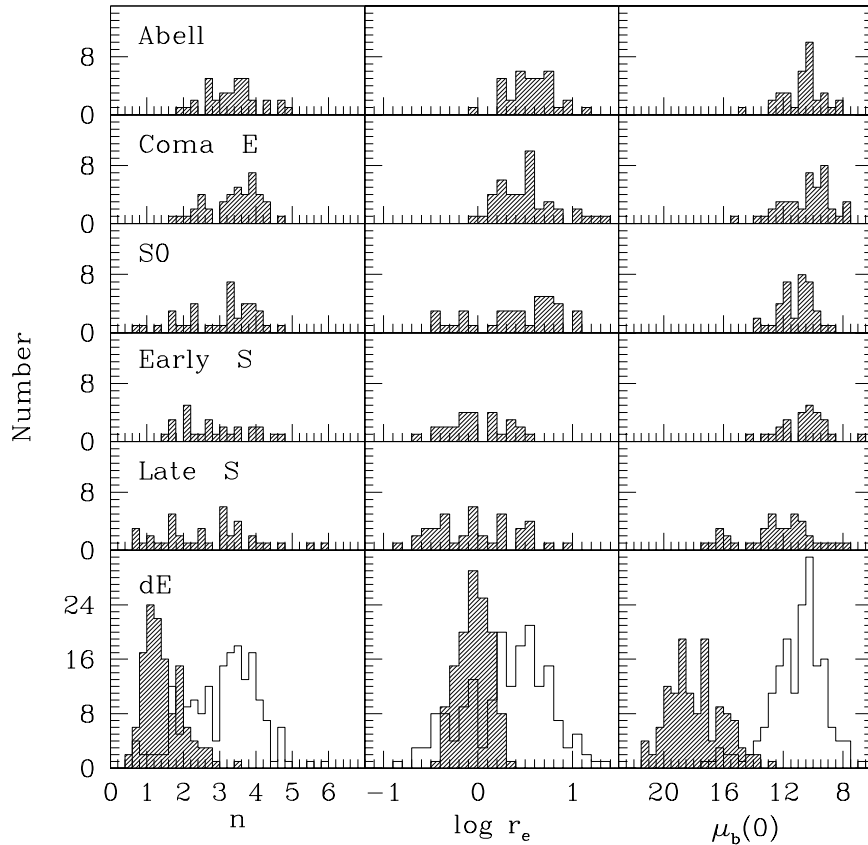 Abell
8
0
Coma E
8
0
S0
8
0
Early S
8
0
Late S
8
0
dE
24
16
8
0
Number
0 1 2 3 4 5 6
n
−1 0 1
log r_e
20 16 12 8
μ_b(0)